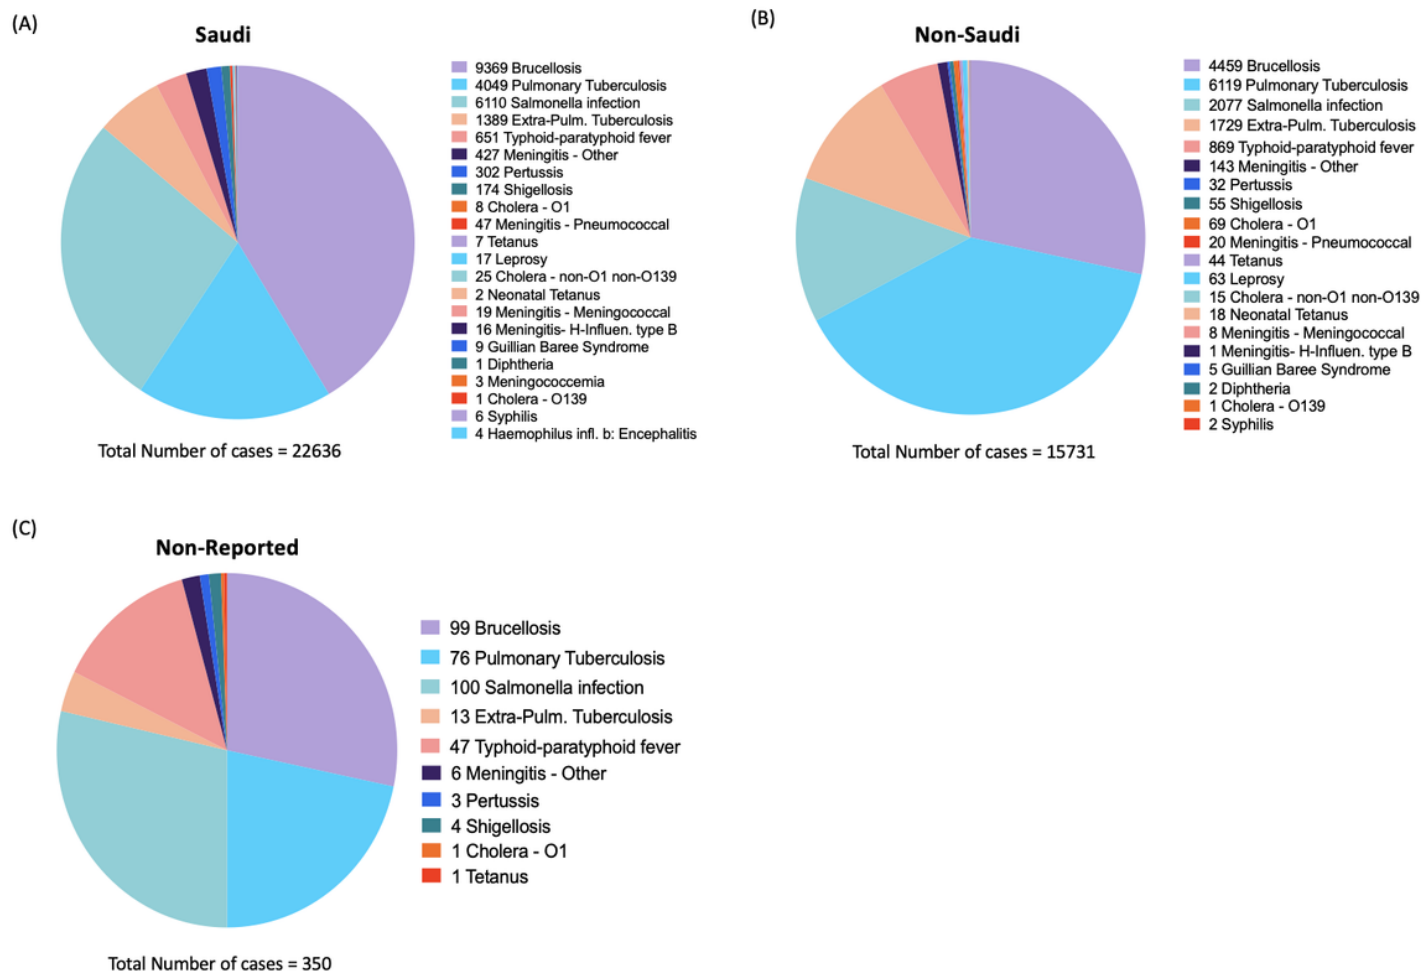 (A)
Saudi
9369 Brucellosis
4049 Pulmonary Tuberculosis
6110 Salmonella infection
1389 Extra-Pulm. Tuberculosis
651 Typhoid-paratyphoid fever
427 Meningitis - Other
302 Pertussis
174 Shigellosis
8 Cholera - O1
47 Meningitis - Pneumococcal
7 Tetanus
17 Leprosy
25 Cholera - non-O1 non-O139
2 Neonatal Tetanus
19 Meningitis - Meningococcal
16 Meningitis- H-Influen. type B
9 Guillian Baree Syndrome
1 Diphtheria
3 Meningococcemia
1 Cholera - O139
6 Syphilis
4 Haemophilus infl. b: Encephalitis
Total Number of cases = 22636
(B)
Non-Saudi
4459 Brucellosis
6119 Pulmonary Tuberculosis
2077 Salmonella infection
1729 Extra-Pulm. Tuberculosis
869 Typhoid-paratyphoid fever
143 Meningitis - Other
32 Pertussis
55 Shigellosis
69 Cholera - O1
20 Meningitis - Pneumococcal
44 Tetanus
63 Leprosy
15 Cholera - non-O1 non-O139
18 Neonatal Tetanus
8 Meningitis - Meningococcal
1 Meningitis- H-Influen. type B
5 Guillian Baree Syndrome
2 Diphtheria
1 Cholera - O139
2 Syphilis
Total Number of cases = 15731
(C)
Non-Reported
99 Brucellosis
76 Pulmonary Tuberculosis
100 Salmonella infection
13 Extra-Pulm. Tuberculosis
47 Typhoid-paratyphoid fever
6 Meningitis - Other
3 Pertussis
4 Shigellosis
1 Cholera - O1
1 Tetanus
Total Number of cases = 350